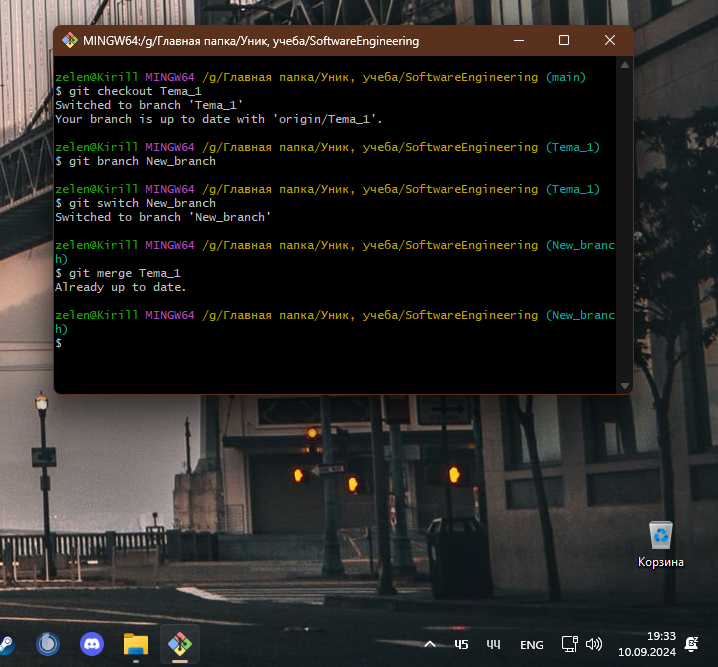 MINGW64:/g/Главная папка/Уник, учеба/SoftwareEngineering
zelen@Kirill MINGW64 /g/Главная папка/Уник, учеба/SoftwareEngineering (main)
$ git checkout Tema_1
Switched to branch 'Tema_1'
Your branch is up to date with 'origin/Tema_1'.
zelen@Kirill MINGW64 /g/Главная папка/Уник, учеба/SoftwareEngineering (Tema_1)
$ git branch New_branch
zelen@Kirill MINGW64 /g/Главная папка/Уник, учеба/SoftwareEngineering (Tema_1)
$ git switch New_branch
Switched to branch 'New_branch'
zelen@Kirill MINGW64 /g/Главная папка/Уник, учеба/SoftwareEngineering (New_branc
h)
$ git merge Tema_1
Already up to date.
zelen@Kirill MINGW64 /g/Главная папка/Уник, учеба/SoftwareEngineering (New_branc
h)
$
Корзина
45 44 ENG 19:33
10.09.2024